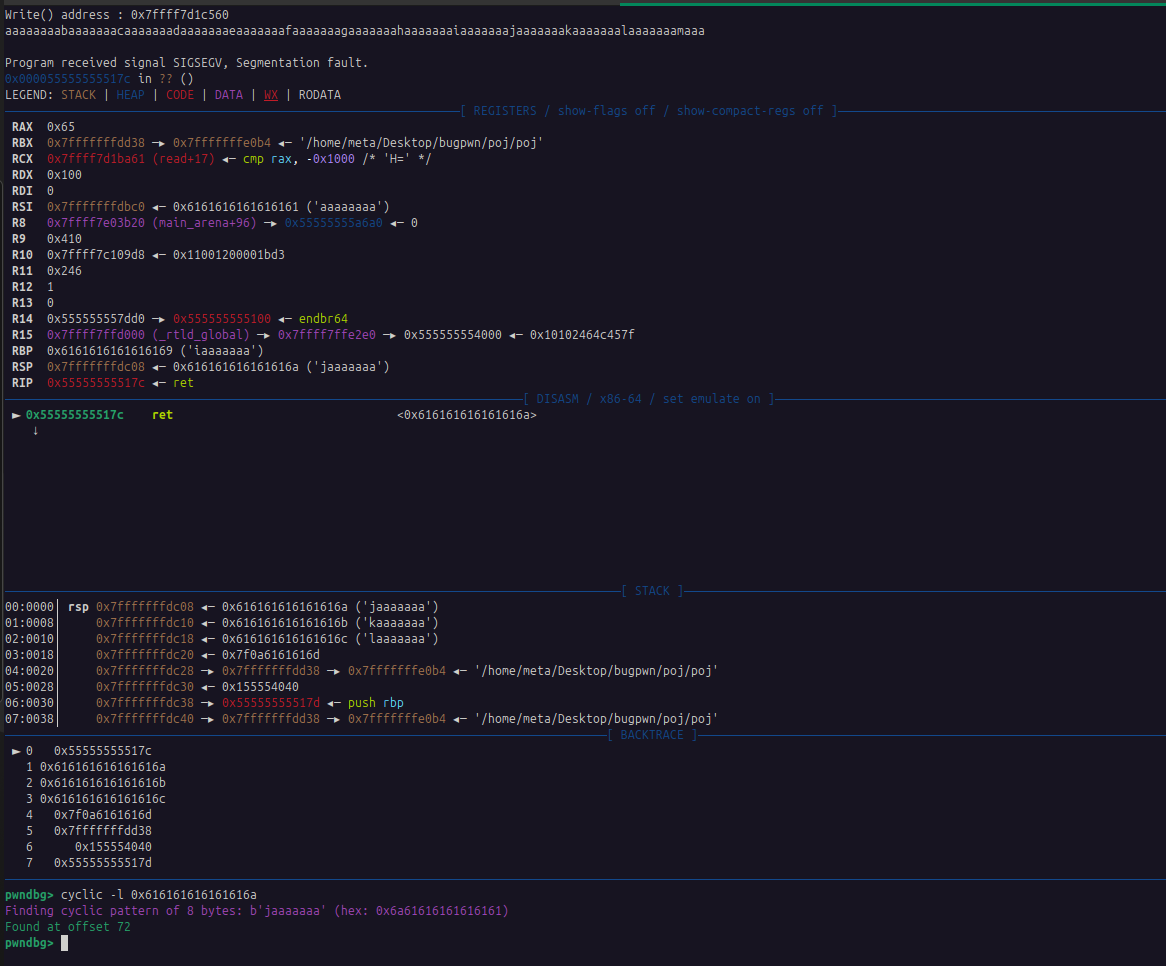 Write() address : 0x7ffff7d1c560
aaaaaaaabaaaaaaacaaaaaaadaaaaaaaeaaaaaaafaaaaaaagaaaaaaahaaaaaaaiaaaaaaajaaaaaaakaaaaaaalaaaaaaamaaa
Program received signal SIGSEGV, Segmentation fault.
0x000055555555517c in ?? ()
LEGEND: STACK | HEAP | CODE | DATA | WX | RODATA
[ REGISTERS / show-flags off / show-compact-regs off ]
RAX 0x65
RBX 0x7fffffffdd38 —▸ 0x7fffffffe0b4 ◂— '/home/meta/Desktop/bugpwn/poj/poj'
RCX 0x7ffff7d1ba61 (read+17) ◂— cmp rax, -0x1000 /* 'H=' */
RDX 0x100
RDI 0
RSI 0x7fffffffdbc0 ◂— 0x6161616161616161 ('aaaaaaaa')
R8 0x7ffff7e03b20 (main_arena+96) —▸ 0x55555555a6a0 ◂— 0
R9 0x410
R10 0x7ffff7c109d8 ◂— 0x11001200001bd3
R11 0x246
R12 1
R13 0
R14 0x555555557dd0 —▸ 0x555555555100 ◂— endbr64
R15 0x7ffff7ffd000 (_rtld_global) —▸ 0x7ffff7ffe2e0 —▸ 0x555555554000 ◂— 0x10102464c457f
RBP 0x6161616161616169 ('iaaaaaaa')
RSP 0x7fffffffdc08 ◂— 0x616161616161616a ('jaaaaaaa')
RIP 0x55555555517c ◂— ret
[ DISASM / x86-64 / set emulate on ]
► 0x55555555517c ret <0x616161616161616a>
↓
[ STACK ]
00:0000│ rsp 0x7fffffffdc08 ◂— 0x616161616161616a ('jaaaaaaa')
01:0008│ 0x7fffffffdc10 ◂— 0x616161616161616b ('kaaaaaaa')
02:0010│ 0x7fffffffdc18 ◂— 0x616161616161616c ('laaaaaaa')
03:0018│ 0x7fffffffdc20 ◂— 0x7f0a6161616d
04:0020│ 0x7fffffffdc28 —▸ 0x7fffffffdd38 —▸ 0x7fffffffe0b4 ◂— '/home/meta/Desktop/bugpwn/poj/poj'
05:0028│ 0x7fffffffdc30 ◂— 0x155554040
06:0030│ 0x7fffffffdc38 —▸ 0x55555555517d ◂— push rbp
07:0038│ 0x7fffffffdc40 —▸ 0x7fffffffdd38 —▸ 0x7fffffffe0b4 ◂— '/home/meta/Desktop/bugpwn/poj/poj'
[ BACKTRACE ]
► 0 0x55555555517c
1 0x616161616161616a
2 0x616161616161616b
3 0x616161616161616c
4 0x7f0a6161616d
5 0x7fffffffdd38
6 0x155554040
7 0x55555555517d
pwndbg> cyclic -l 0x616161616161616a
Finding cyclic pattern of 8 bytes: b'jaaaaaaa' (hex: 0x6a61616161616161)
Found at offset 72
pwndbg>